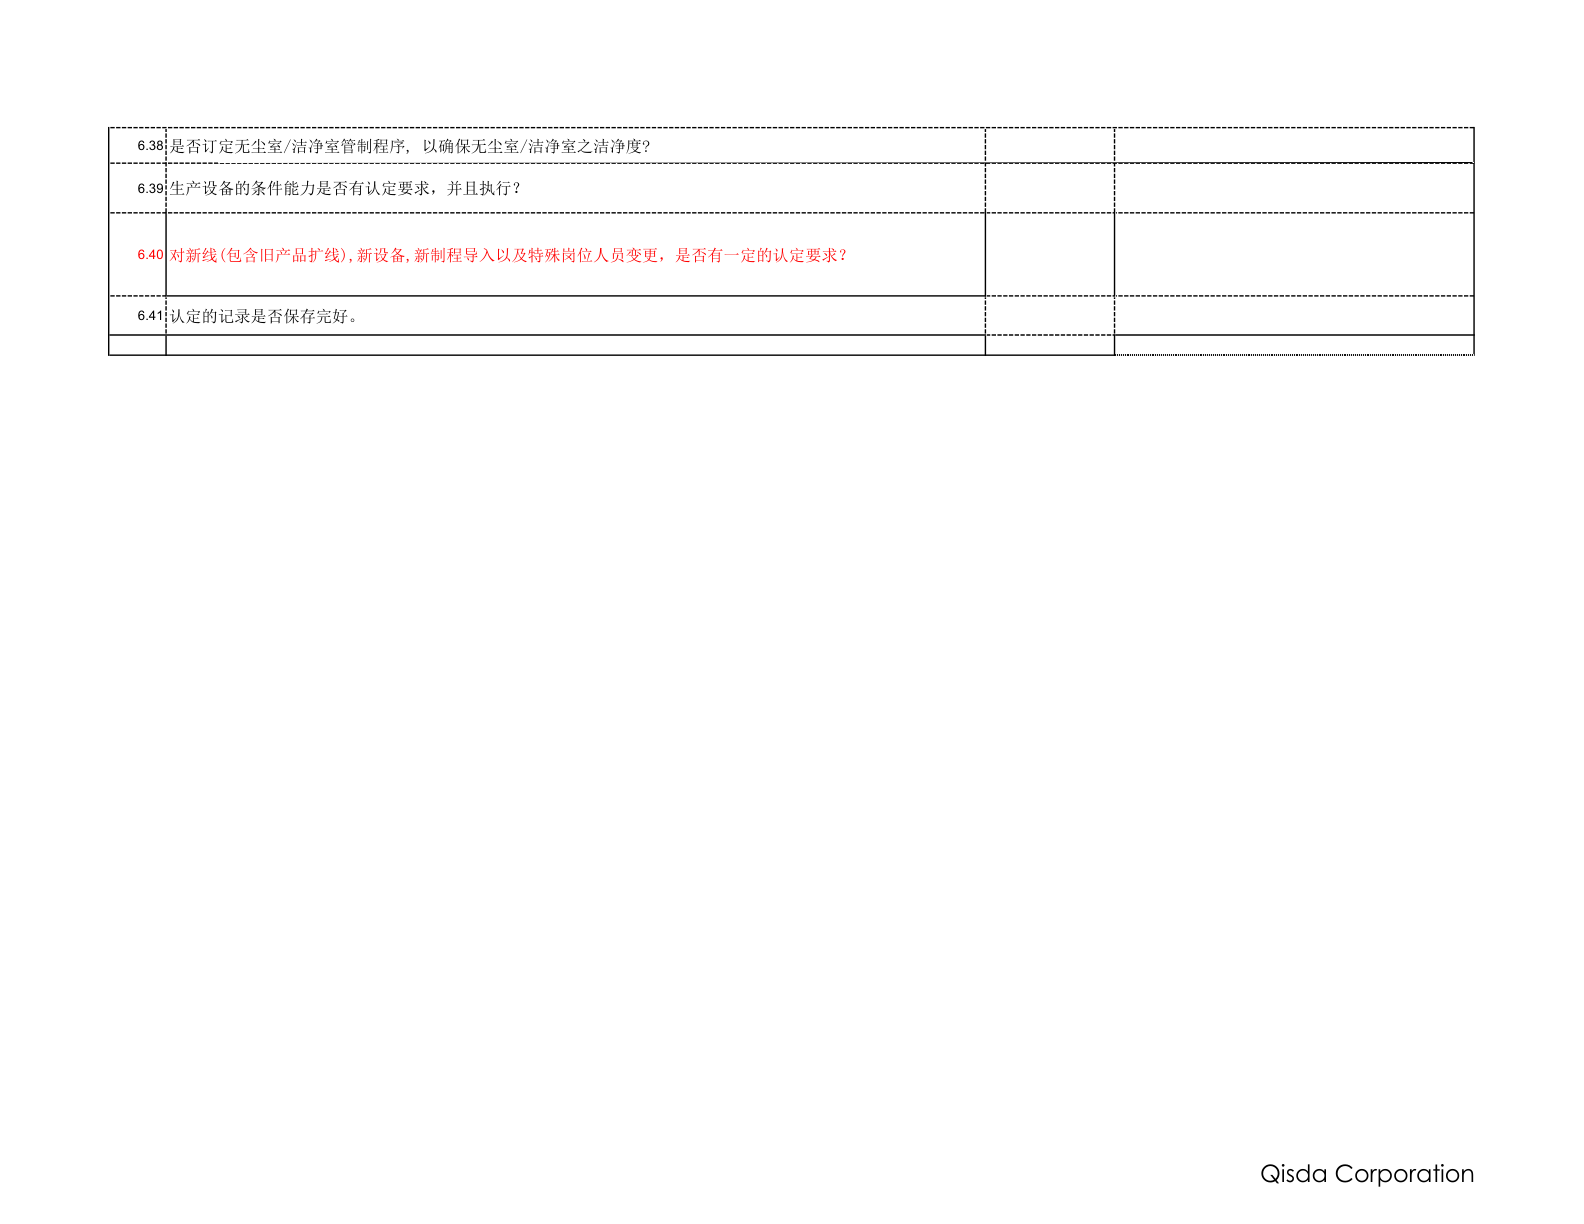 6.38 是否订定无尘室/洁净室管制程序, 以确保无尘室/洁净室之洁净度?
6.39 生产设备的条件能力是否有认定要求，并且执行？
6.40 对新线(包含旧产品扩线),新设备,新制程导入以及特殊岗位人员变更，是否有一定的认定要求？
6.41 认定的记录是否保存完好。
Qisda Corporation